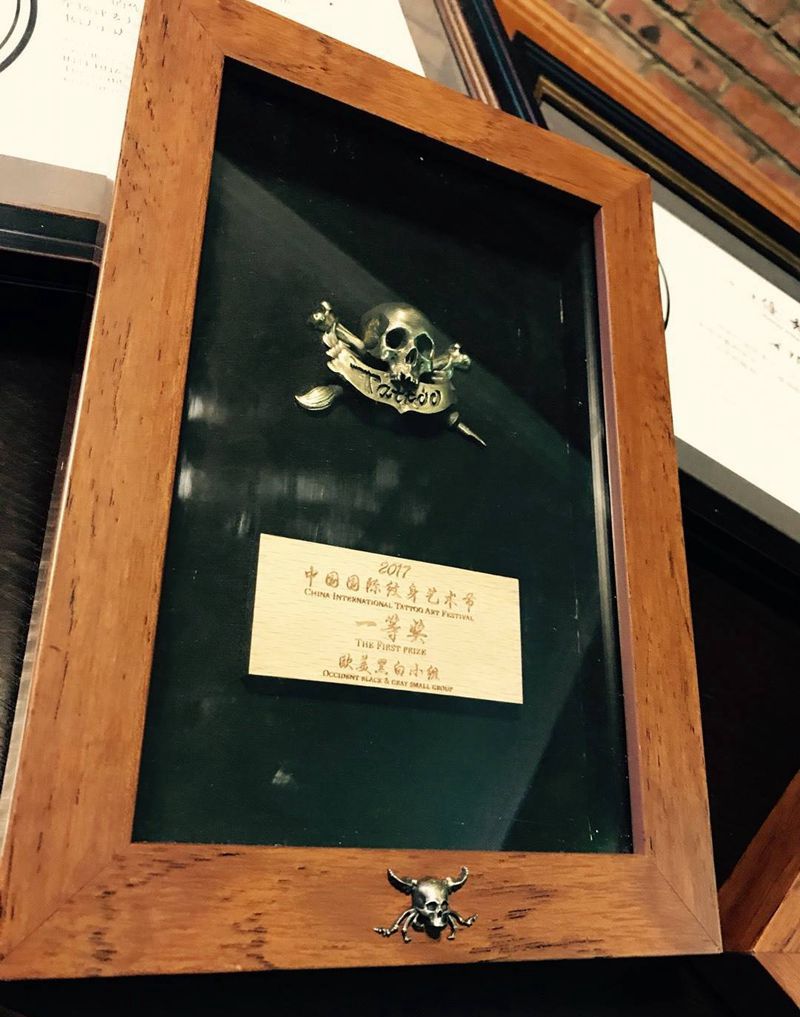 Tattoo
2017
中国国际纹身艺术节
CHINA INTERNATIONAL TATTOO ART FESTIVAL
一等奖
THE FIRST PRIZE
欧美黑白小组
OCCIDENT BLACK & GRAY SMALL GROUP